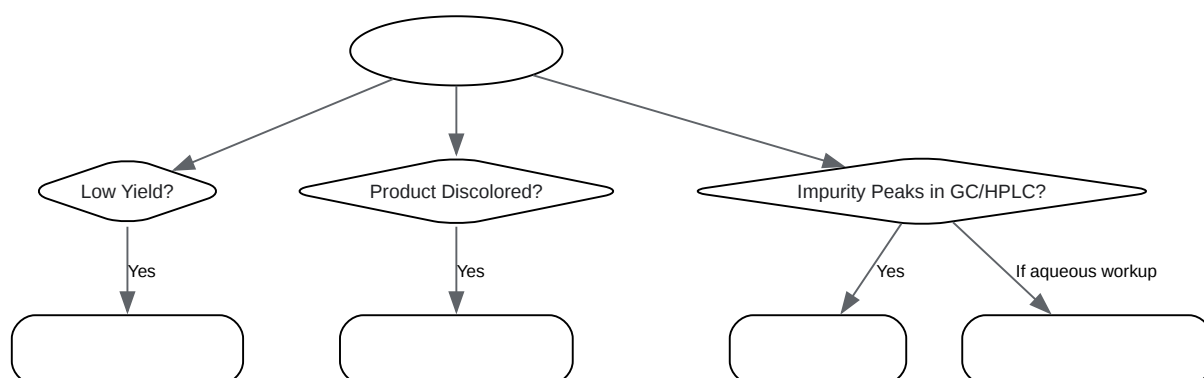 Low Yield?
Product Discolored?
Impurity Peaks in GC/HPLC?
Yes
Yes
Yes
If aqueous workup